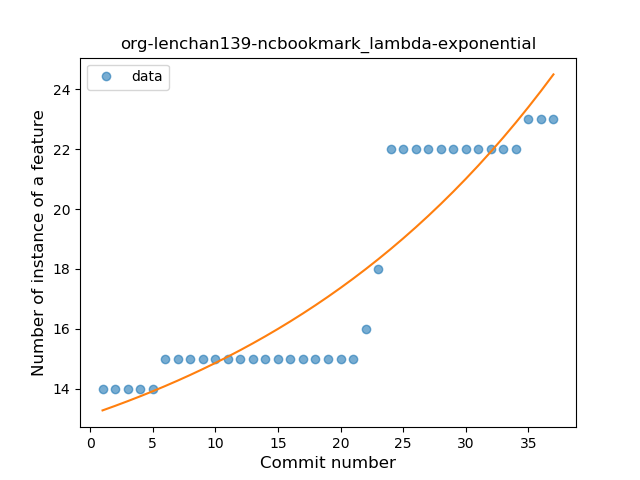 org-lenchan139-ncbookmark_lambda-exponential
data
Number of instance of a feature
24
22
20
18
16
14
0 5 10 15 20 25 30 35
Commit number